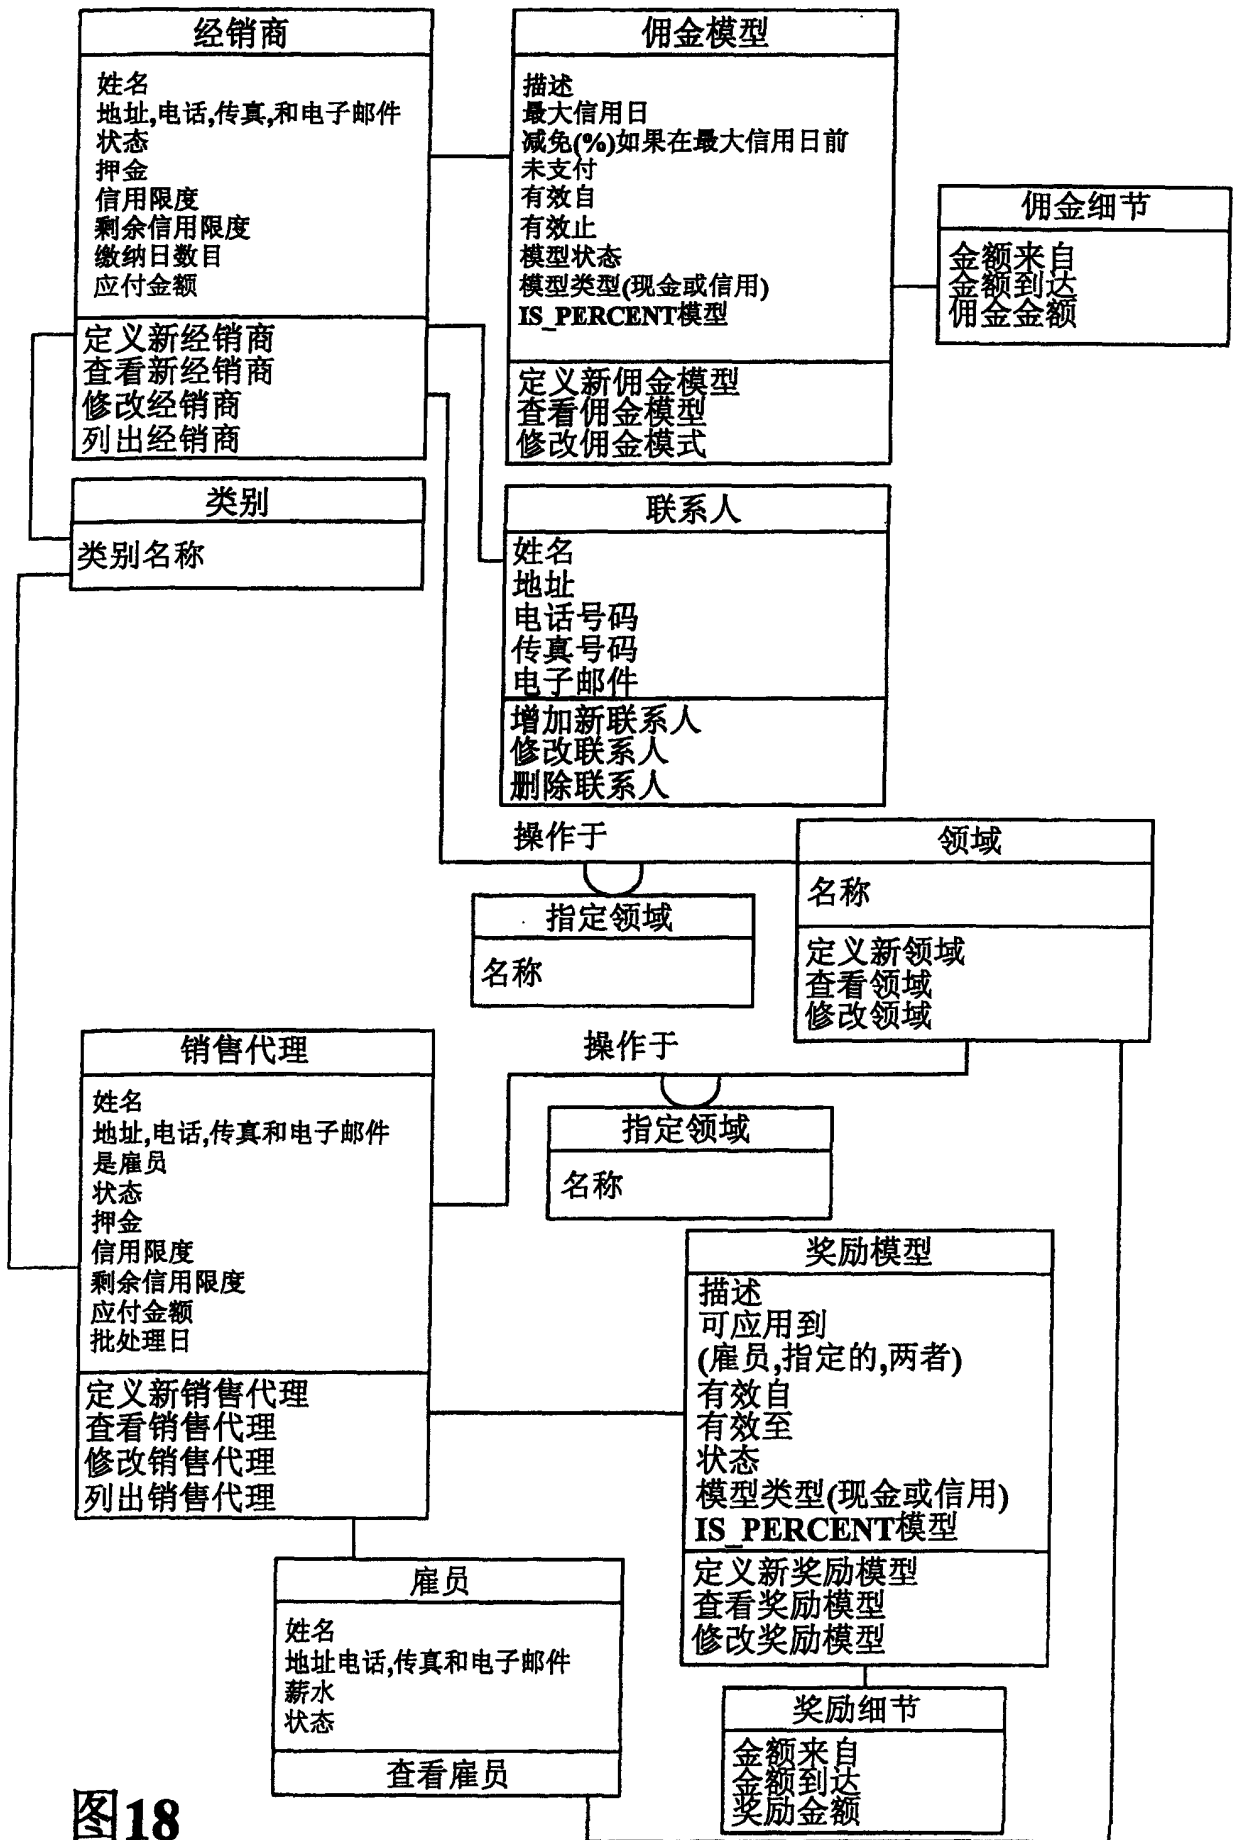 经销商
姓名
地址,电话,传真,和电子邮件
状态
押金
信用限度
剩余信用限度
缴纳日数目
应付金额
定义新经销商
查看新经销商
修改经销商
列出经销商
佣金模型
描述
最大信用日
减免(%)如果在最大信用日前
未支付
有效自
有效止
模型状态
模型类型(现金或信用)
IS_PERCENT模型
定义新佣金模型
查看佣金模型
修改佣金模式
佣金细节
金额来自
金额到达
佣金金额
类别
类别名称
联系人
姓名
地址
电话号码
传真号码
电子邮件
增加新联系人
修改联系人
删除联系人
操作于
领域
名称
定义新领域
查看领域
修改领域
指定领域
名称
销售代理
姓名
地址,电话,传真和电子邮件
是雇员
状态
押金
信用限度
剩余信用限度
应付金额
批处理日
定义新销售代理
查看销售代理
修改销售代理
列出销售代理
操作于
指定领域
名称
奖励模型
描述
可应用到
(雇员,指定的,两者)
有效自
有效至
状态
模型类型(现金或信用)
IS_PERCENT模型
定义新奖励模型
查看奖励模型
修改奖励模型
雇员
姓名
地址电话,传真和电子邮件
薪水
状态
查看雇员
奖励细节
金额来自
金额到达
奖励金额
图18